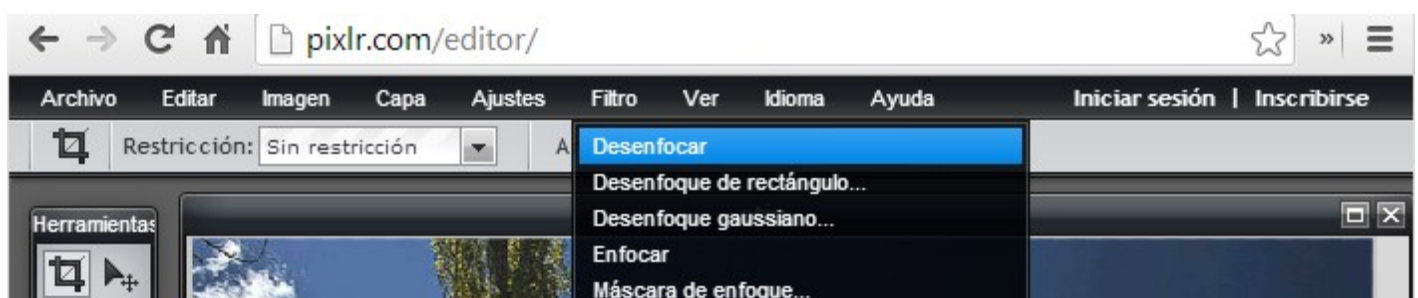 pixlr.com/editor/
»
Archivo Editar Imagen Capa Ajustes Filtro Ver Idioma Ayuda Iniciar sesión | Inscribirse
Restricción: Sin restricción A
Desenfocar
Desenfoque de rectángulo...
Desenfoque gaussiano...
Herramientas
Enfocar
Máscara de enfoque...